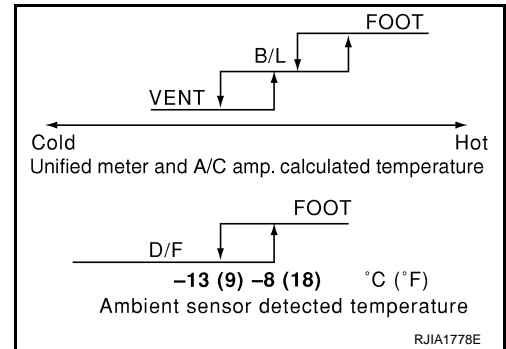 FOOT
B/L
VENT
Cold Hot
Unified meter and A/C amp. calculated temperature
FOOT
D/F
–13 (9) –8 (18) °C (°F)
Ambient sensor detected temperature
RJIA1778E